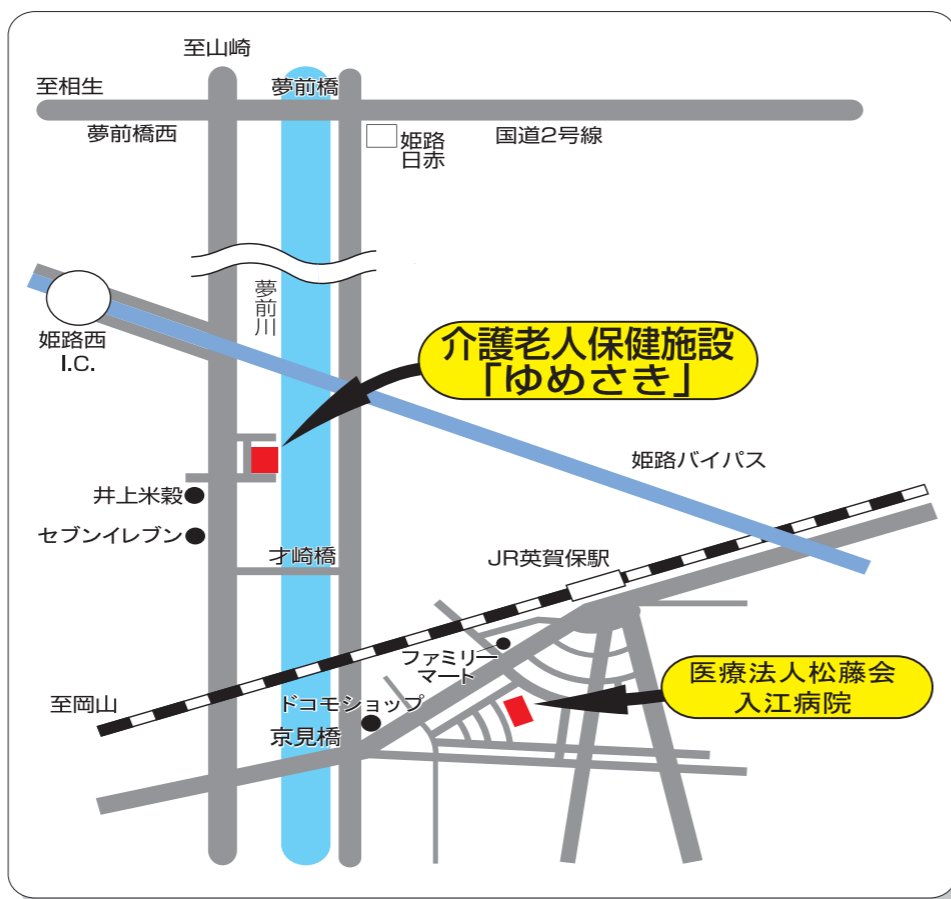 至山崎
至相生
夢前橋
夢前橋西
姫路
日赤
国道2号線
夢前川
姫路西
I.C.
介護老人保健施設
「ゆめさき」
姫路バイパス
井上米穀
セブンイレブン
才崎橋
JR英賀保駅
ファミリー
マート
医療法人松藤会
入江病院
至岡山
ドコモショップ
京見橋